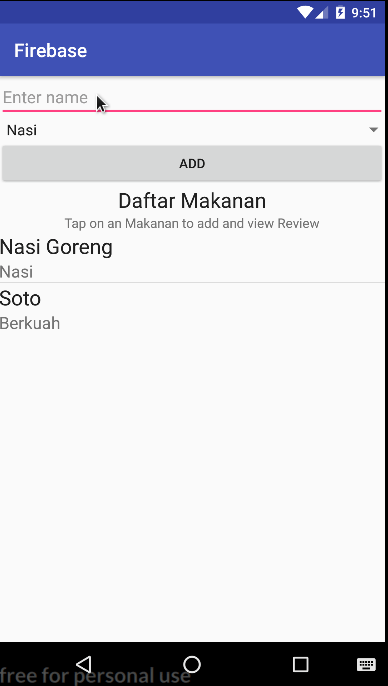 9:51
Firebase
Enter name
Nasi
ADD
Daftar Makanan
Tap on an Makanan to add and view Review
Nasi Goreng
Nasi
Soto
Berkuah
free for personal use